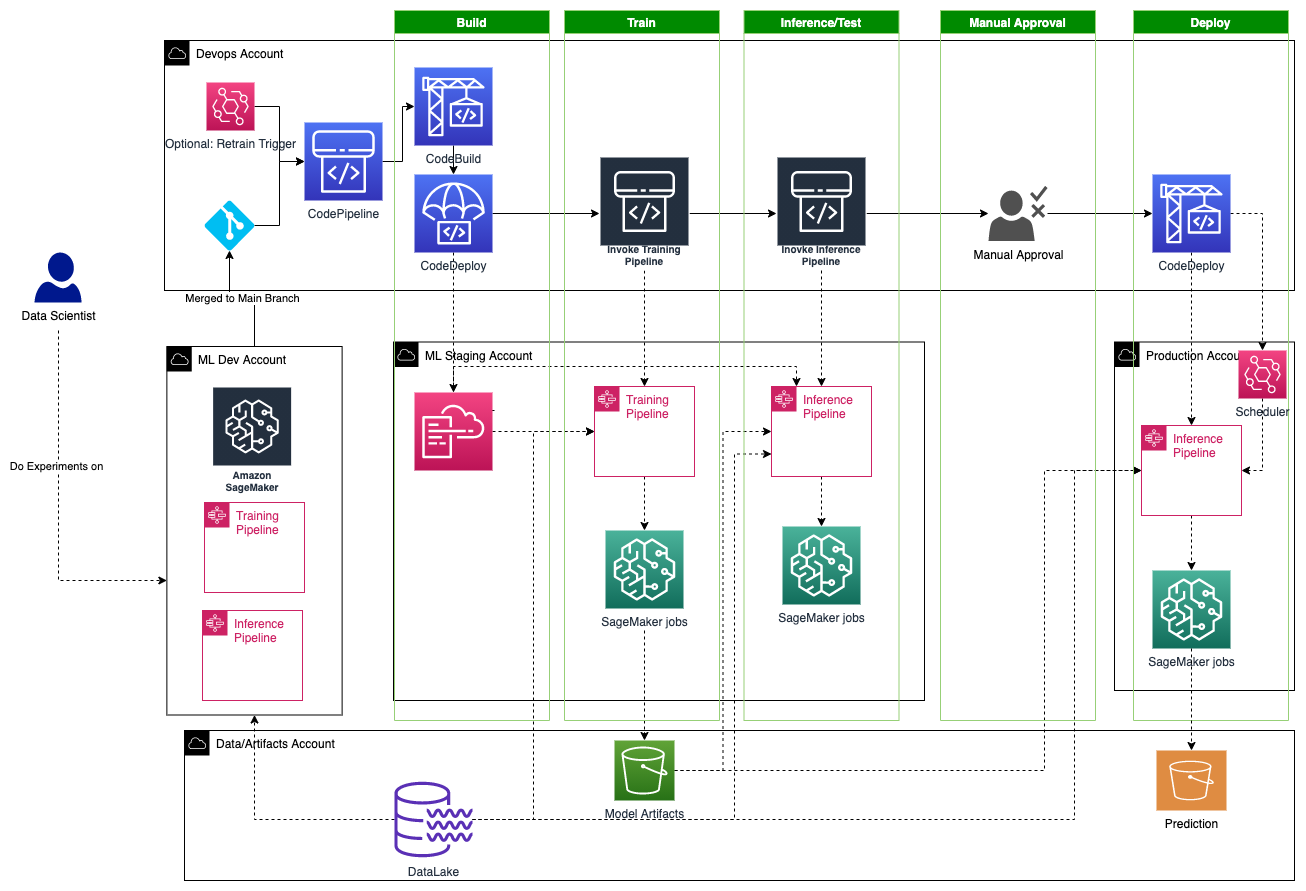 Build
Train
Inference/Test
Manual Approval
Deploy
Devops Account
Optional: Retrain Trigger
CodePipeline
CodeBuild
CodeDeploy
Invoke Training
Pipeline
Inovke Inference
Pipeline
Manual Approval
CodeDeploy
Data Scientist
Merged to Main Branch
Do Experiments on
ML Dev Account
Amazon
SageMaker
Training
Pipeline
Inference
Pipeline
ML Staging Account
Training
Pipeline
Inference
Pipeline
SageMaker jobs
SageMaker jobs
Production Accou
Scheduler
Inference
Pipeline
SageMaker jobs
Data/Artifacts Account
DataLake
Model Artifacts
Prediction